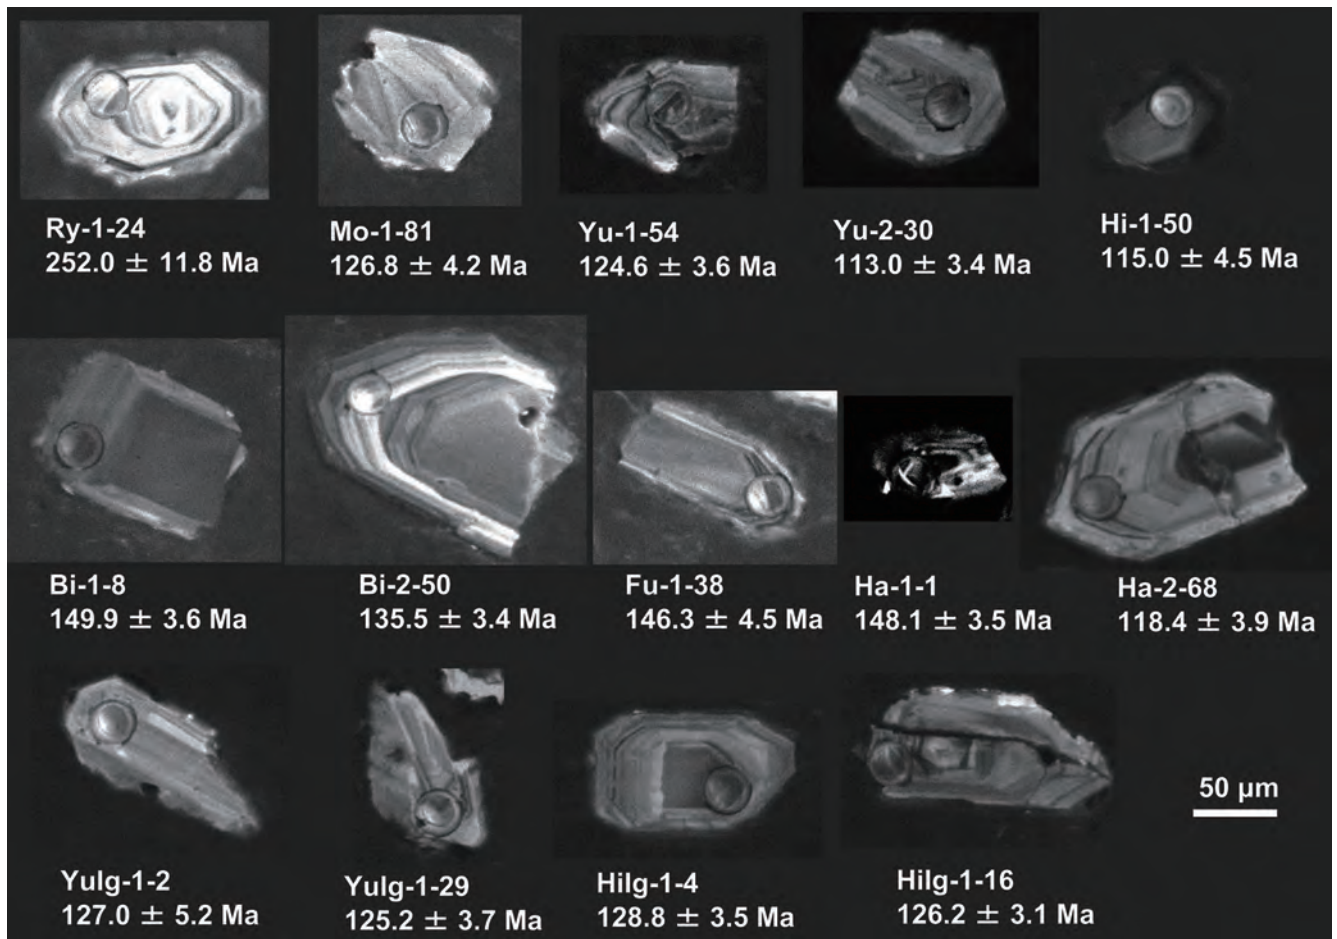 Ry-1-24
252.0 ± 11.8 Ma
Mo-1-81
126.8 ± 4.2 Ma
Yu-1-54
124.6 ± 3.6 Ma
Yu-2-30
113.0 ± 3.4 Ma
Hi-1-50
115.0 ± 4.5 Ma
Bi-1-8
149.9 ± 3.6 Ma
Bi-2-50
135.5 ± 3.4 Ma
Fu-1-38
146.3 ± 4.5 Ma
Ha-1-1
148.1 ± 3.5 Ma
Ha-2-68
118.4 ± 3.9 Ma
Yulg-1-2
127.0 ± 5.2 Ma
Yulg-1-29
125.2 ± 3.7 Ma
Hilg-1-4
128.8 ± 3.5 Ma
Hilg-1-16
126.2 ± 3.1 Ma
50 μm